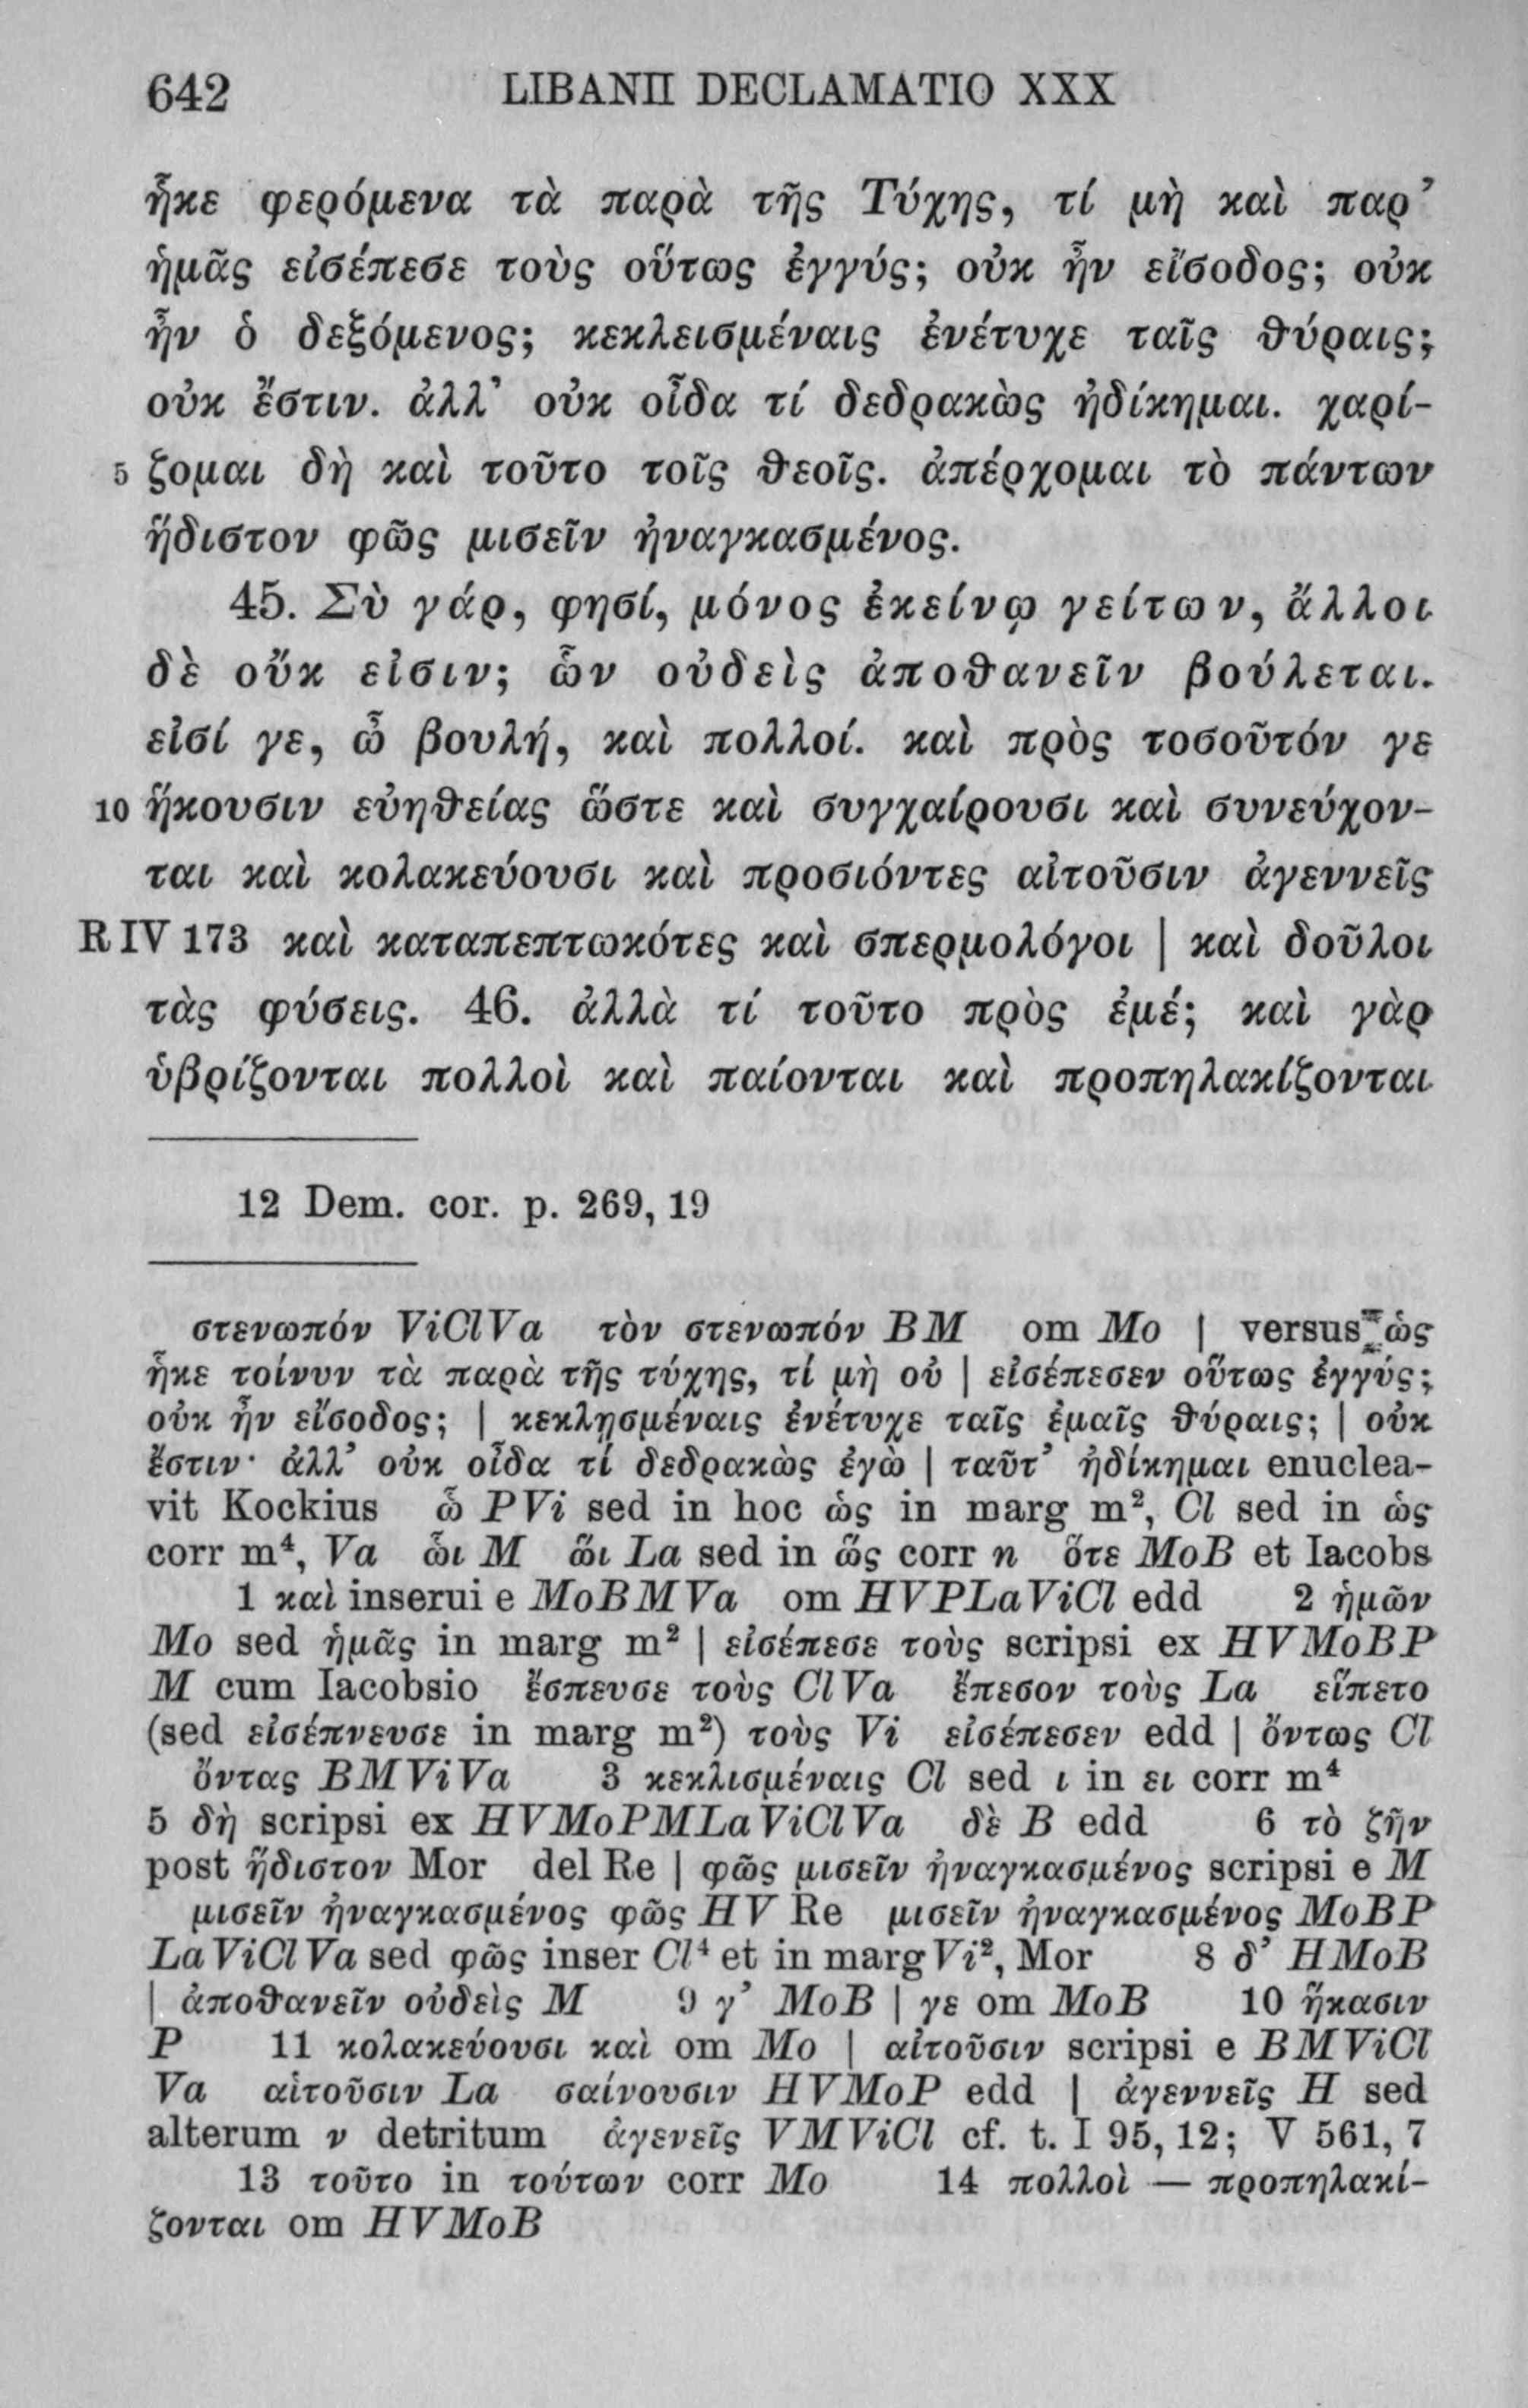 642 LIBANII DECLAMATIO XXX
ἧκε φερόμενα τὰ παρὰ τῆς Τύχης, τί μὴ καὶ παρ’
ἡμᾶς εἰσέπεσε τοὺς οὕτως ἐγγύς; οὐκ ἦν εἴσοδος; οὐκ
ἦν ὁ δεξόμενος; κεκλεισμέναις ἐνέτυχε ταῖς θύραις;
οὐκ ἔστιν. ἀλλ’ οὐκ οἶδα τί δεδρακὼς ἠδίκημαι. χαρί-
5 ζομαι δὴ καὶ τοῦτο τοῖς θεοῖς. ἀπέρχομαι τὸ πάντων
ἥδιστον φῶς μισεῖν ἠναγκασμένος.
45. Σὺ γάρ, φησί, μόνος ἐκείνῳ γείτων, ἄλλοι
δὲ οὔκ εἰσιν; ὧν οὐδεὶς ἀποθανεῖν βούλεται.
εἰσί γε, ὦ βουλή, καὶ πολλοί. καὶ πρὸς τοσοῦτόν γε
10 ἥκουσιν εὐηθείας ὥστε καὶ συγχαίρουσι καὶ συνεύχον-
ται καὶ κολακεύουσι καὶ προσιόντες αἰτοῦσιν ἀγεννεῖς
R IV 173 καὶ καταπεπτωκότες καὶ σπερμολόγοι | καὶ δοῦλοι
τὰς φύσεις. 46. ἀλλὰ τί τοῦτο πρὸς ἐμέ; καὶ γὰρ
ὑβρίζονται πολλοὶ καὶ παίονται καὶ προπηλακίζονται
12 Dem. cor. p. 269, 19
στενωπόν ViClVa τὸν στενωπόν BM om Mo | versus ὡς
ἧκε τοίνυν τὰ παρὰ τῆς τύχης, τί μὴ οὐ | εἰσέπεσεν οὕτως ἐγγύς;
οὐκ ἦν εἴσοδος; | κεκλῃσμέναις ἐνέτυχε ταῖς ἐμαῖς θύραις; | οὐκ
ἔστιν· ἀλλ’ οὐκ οἶδα τί δεδρακὼς ἐγὼ | ταῦτ’ ἠδίκημαι enuclea-
vit Kockius ὦ PVi sed in hoc ὡς in marg m², Cl sed in ὡς
corr m⁴, Va ὧι M ὥι La sed in ὥς corr n ὅτε MoB et Iacobs
1 καὶ inserui e MoBMVa om HVPLaViCl edd 2 ἡμῶν
Mo sed ἡμᾶς in marg m² | εἰσέπεσε τοὺς scripsi ex HVMoBP
M cum Iacobsio ἔσπευσε τοὺς ClVa ἔπεσον τοὺς La εἵπετο
(sed εἰσέπνευσε in marg m²) τοὺς Vi εἰσέπεσεν edd | ὄντως Cl
ὄντας BMViVa 3 κεκλισμέναις Cl sed ι in ει corr m⁴
5 δὴ scripsi ex HVMoPMLaViClVa δὲ B edd 6 τὸ ζῆν
post ἥδιστον Mor del Re | φῶς μισεῖν ἠναγκασμένος scripsi e M
μισεῖν ἠναγκασμένος φῶς HV Re μισεῖν ἠναγκασμένος MoBP
LaViClVa sed φῶς inser Cl⁴ et in marg Vi², Mor 8 δ’ HMoB
| ἀποθανεῖν οὐδεὶς M 9 γ’ MoB | γε om MoB 10 ἥκασιν
P 11 κολακεύουσι καὶ om Mo | αἰτοῦσιν scripsi e BMViCl
Va αἱτοῦσιν La σαίνουσιν HVMoP edd | ἀγεννεῖς H sed
alterum ν detritum ἀγενεῖς VMViCl cf. t. I 95, 12; V 561, 7
13 τοῦτο in τούτων corr Mo 14 πολλοὶ — προπηλακί-
ζονται om HVMoB